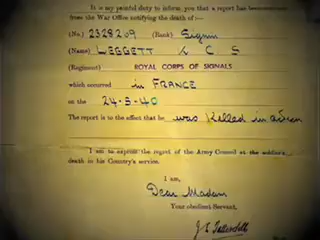 It is my painful duty to inform you that a report has been
from the War Office notifying the death of :—
(No.) 2328209 (Rank) Signmn
(Name) LEGGETT L C S
(Regiment) ROYAL CORPS OF SIGNALS
which occurred in FRANCE
on the 24-5-40
The report is to the effect that he was Killed in action
I am to express the regret of the Army Council at the soldier's
death in his Country's service.
I am,
Dear Madam
Your obedient Servant,